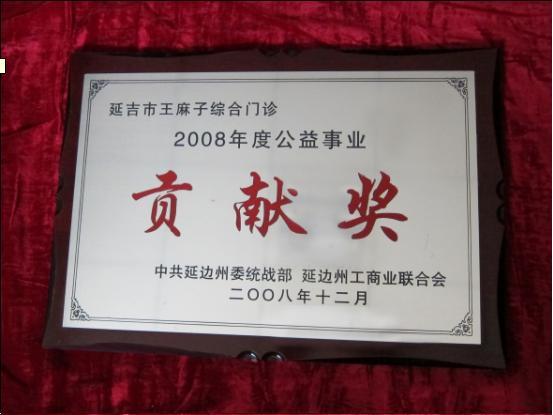 延吉市王麻子综合门诊
2008年度公益事业
贡献奖
中共延边州委统战部 延边州工商业联合会
二〇〇八年十二月